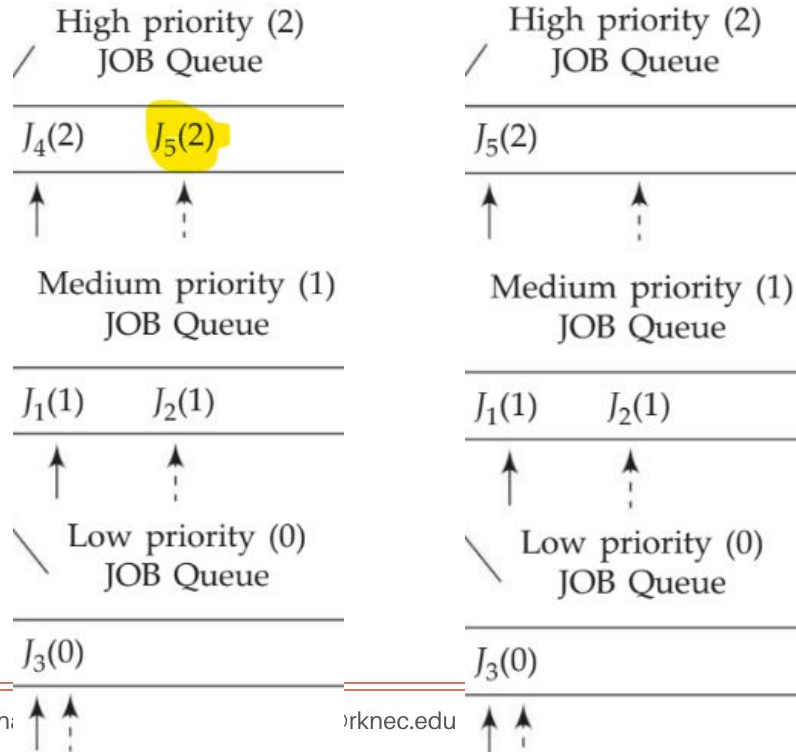 High priority (2)
JOB Queue
J₄(2) J₅(2)
Medium priority (1)
JOB Queue
J₁(1) J₂(1)
Low priority (0)
JOB Queue
J₃(0)
High priority (2)
JOB Queue
J₅(2)
Medium priority (1)
JOB Queue
J₁(1) J₂(1)
Low priority (0)
JOB Queue
J₃(0)
rknec.edu